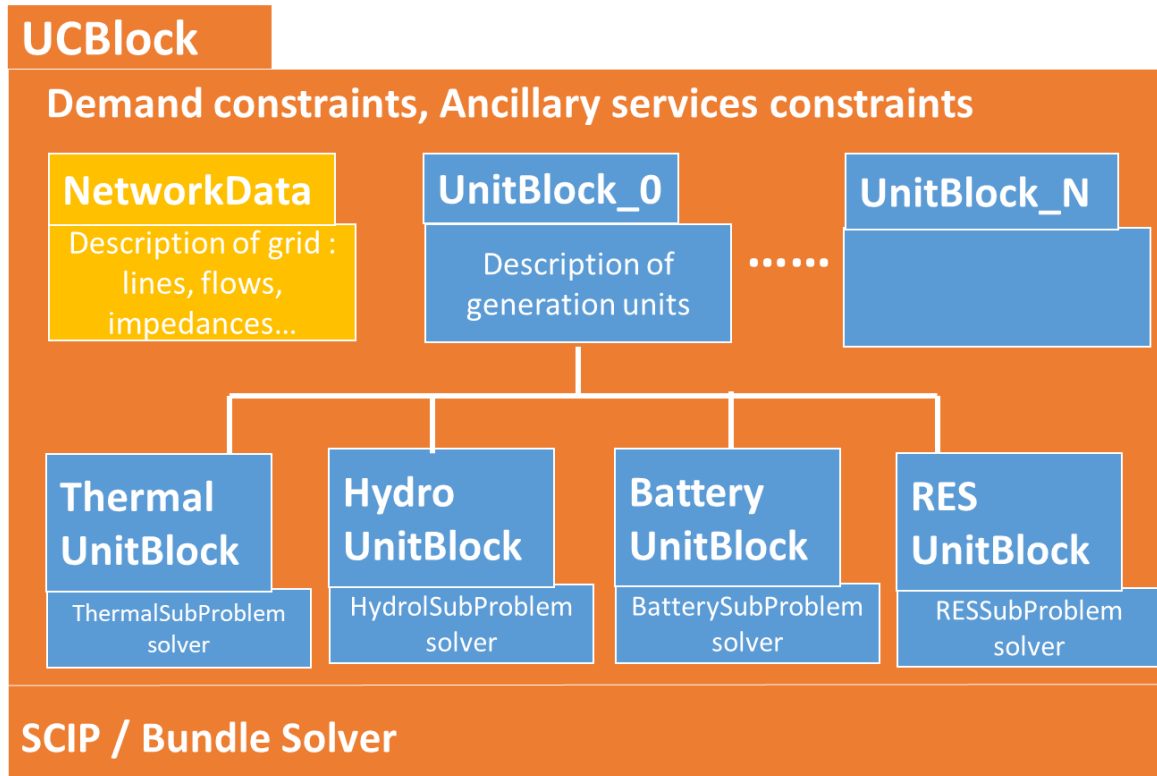 UCBlock
Demand constraints, Ancillary services constraints
NetworkData
Description of grid :
lines, flows,
impedances...
UnitBlock_0
Description of
generation units
......
UnitBlock_N
Thermal
UnitBlock
ThermalSubProblem
solver
Hydro
UnitBlock
HydrolSubProblem
solver
Battery
UnitBlock
BatterySubProblem
solver
RES
UnitBlock
RESSubProblem
solver
SCIP / Bundle Solver